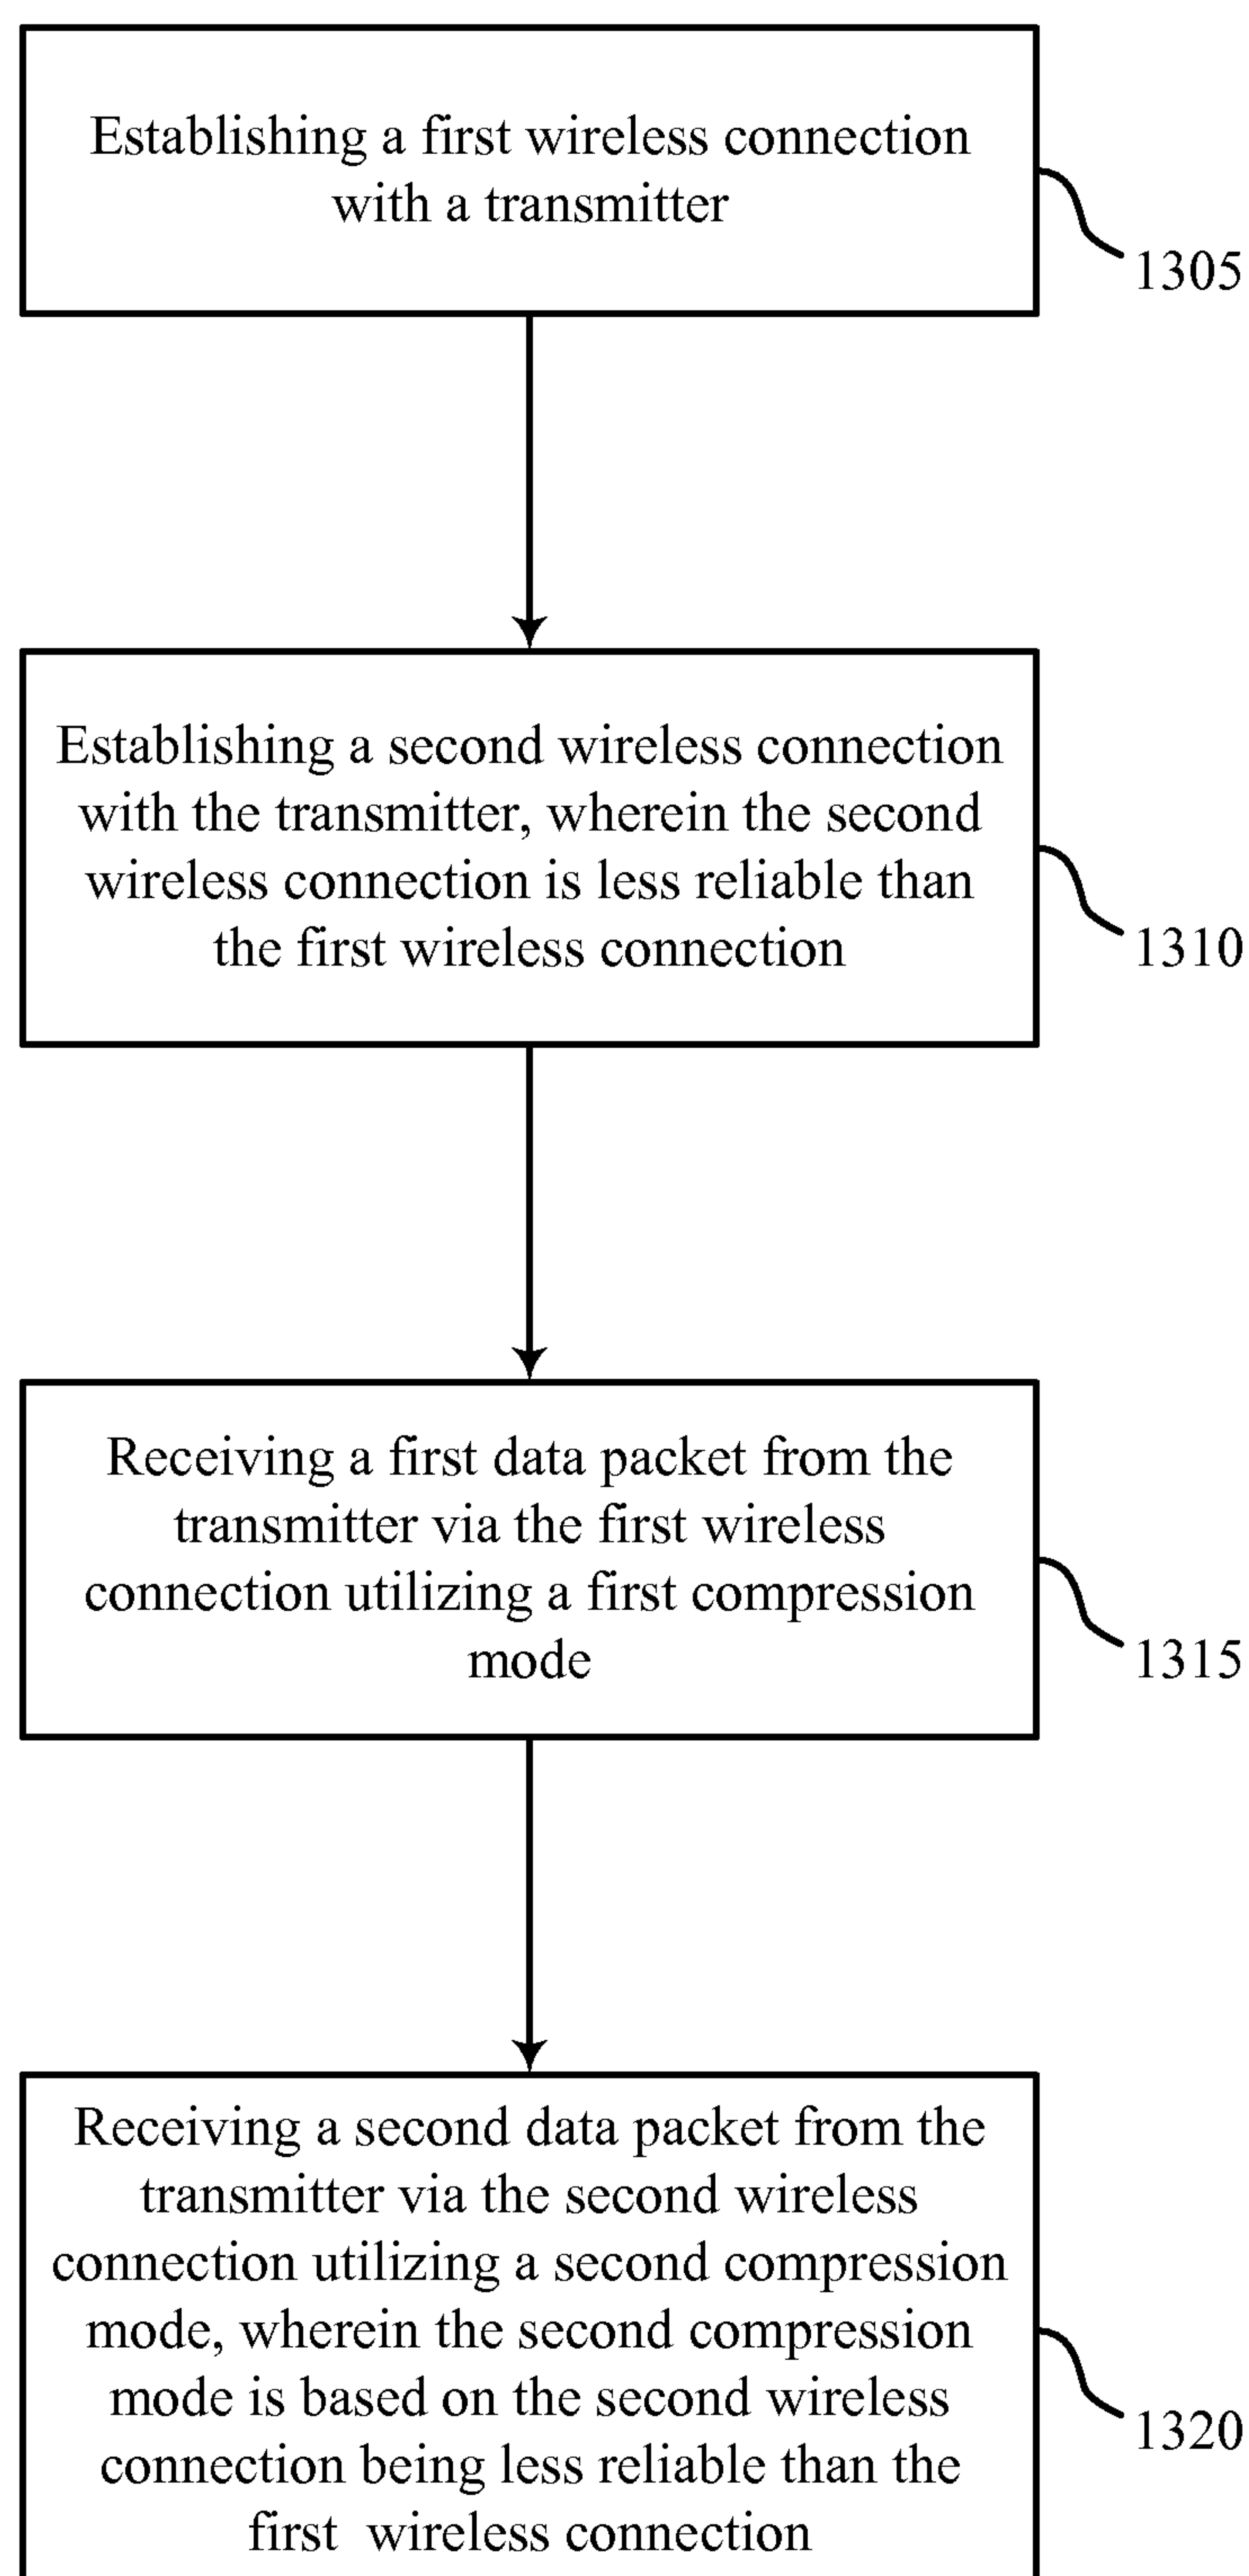 Establishing a first wireless connection
with a transmitter
1305
Establishing a second wireless connection
with the transmitter, wherein the second
wireless connection is less reliable than
the first wireless connection
1310
Receiving a first data packet from the
transmitter via the first wireless
connection utilizing a first compression
mode
1315
Receiving a second data packet from the
transmitter via the second wireless
connection utilizing a second compression
mode, wherein the second compression
mode is based on the second wireless
connection being less reliable than the
first wireless connection
1320